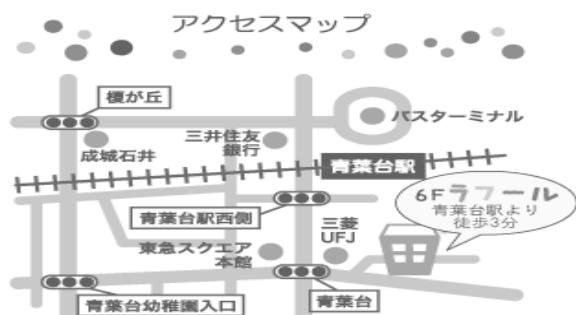 アクセスマップ
榎が丘
バスターミナル
成城石井
三井住友
銀行
青葉台駅
6Fラフール
青葉台駅より
徒歩3分
青葉台駅西側
三菱
UFJ
東急スクエア
本館
青葉台幼稚園入口
青葉台